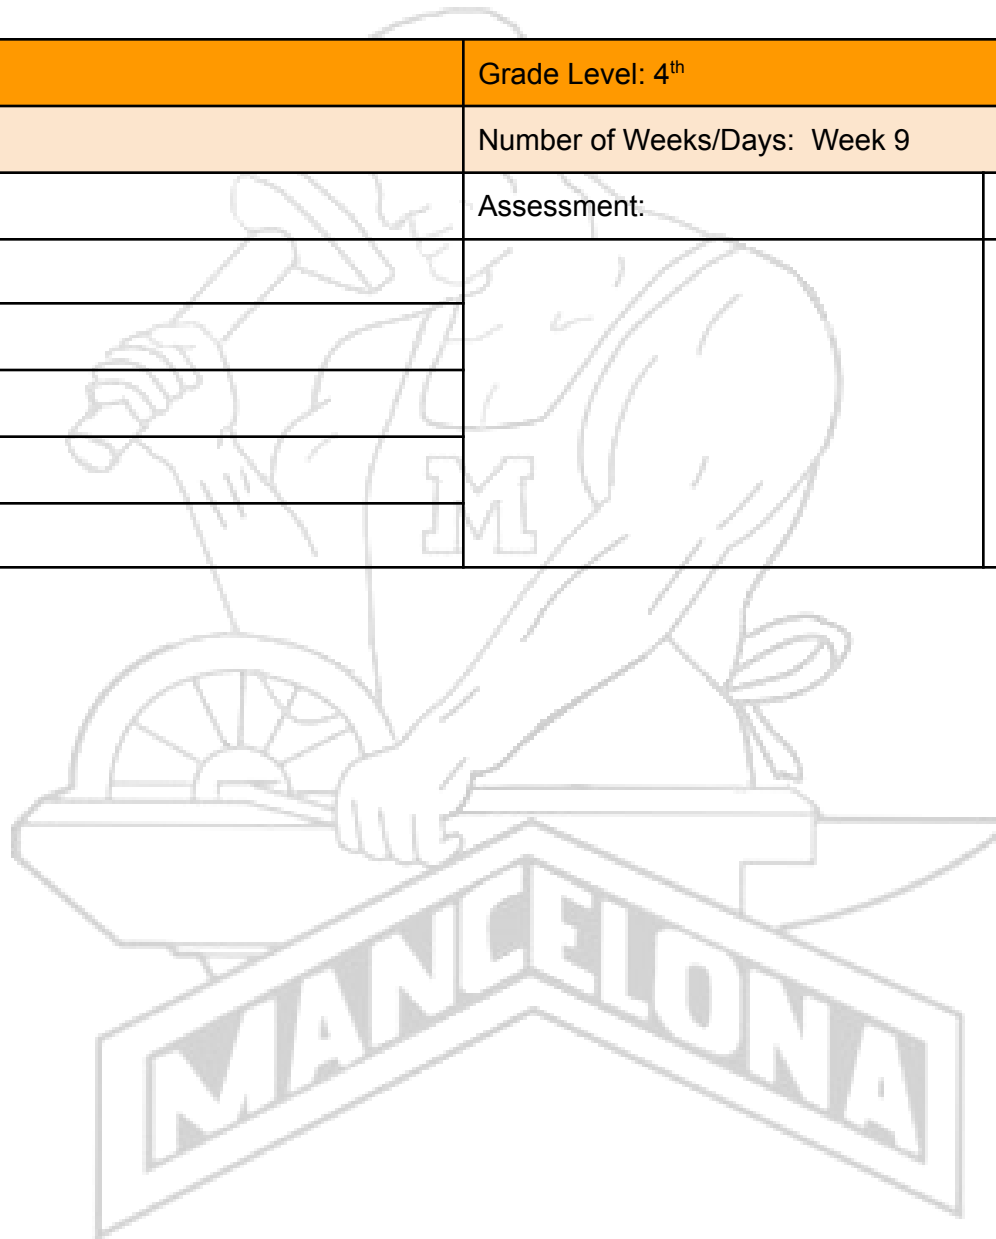 Grade Level: 4th
Number of Weeks/Days: Week 9
Assessment:
M
MANCELONA